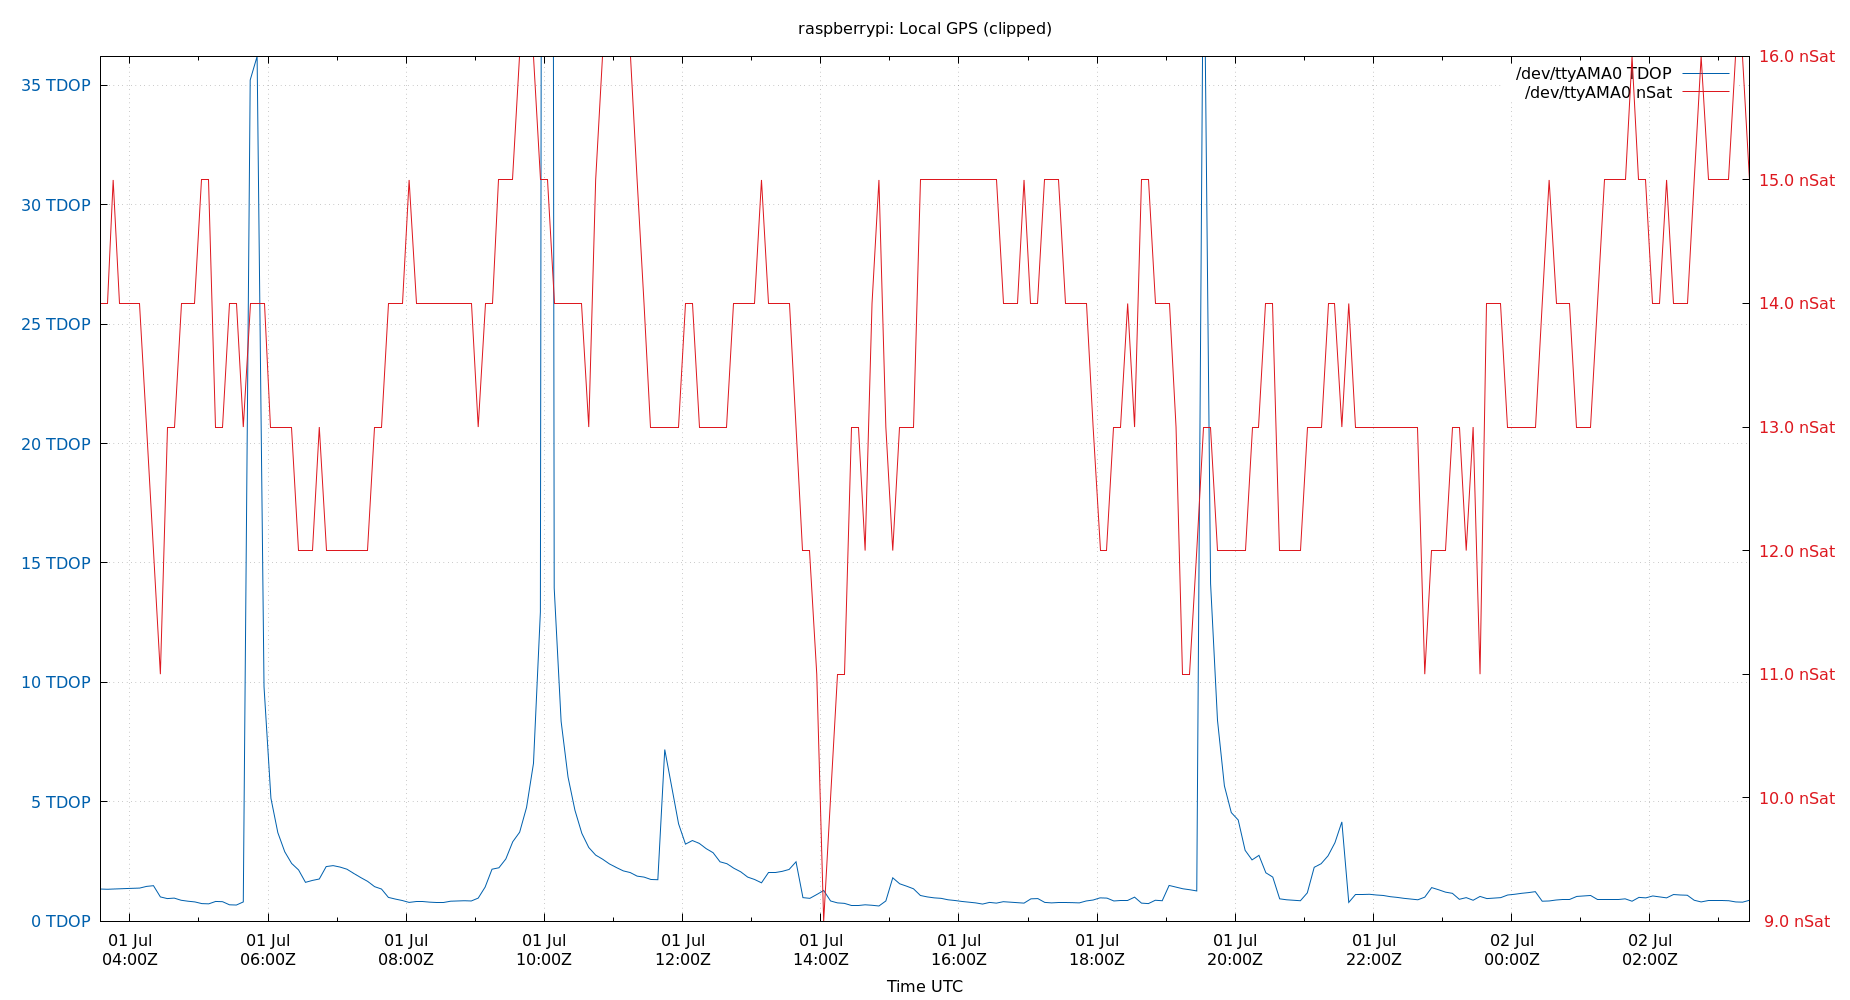 raspberrypi: Local GPS (clipped)
/dev/ttyAMA0 TDOP
/dev/ttyAMA0 nSat
35 TDOP
30 TDOP
25 TDOP
20 TDOP
15 TDOP
10 TDOP
5 TDOP
0 TDOP
16.0 nSat
15.0 nSat
14.0 nSat
13.0 nSat
12.0 nSat
11.0 nSat
10.0 nSat
9.0 nSat
01 Jul 01 Jul 01 Jul 01 Jul 01 Jul 01 Jul 01 Jul 01 Jul 01 Jul 01 Jul 02 Jul 02 Jul
04:00Z 06:00Z 08:00Z 10:00Z 12:00Z 14:00Z 16:00Z 18:00Z 20:00Z 22:00Z 00:00Z 02:00Z
Time UTC